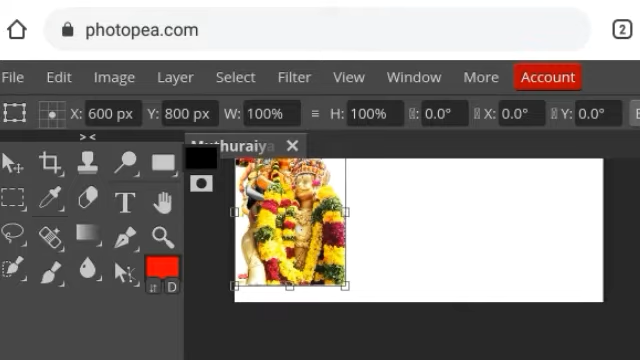 photopea.com
2
File Edit Image Layer Select Filter View Window More Account
X: 600 px Y: 800 px W: 100% H: 100% : 0.0° X: 0.0° Y: 0.0°
> <
Muthuraiya
T
D